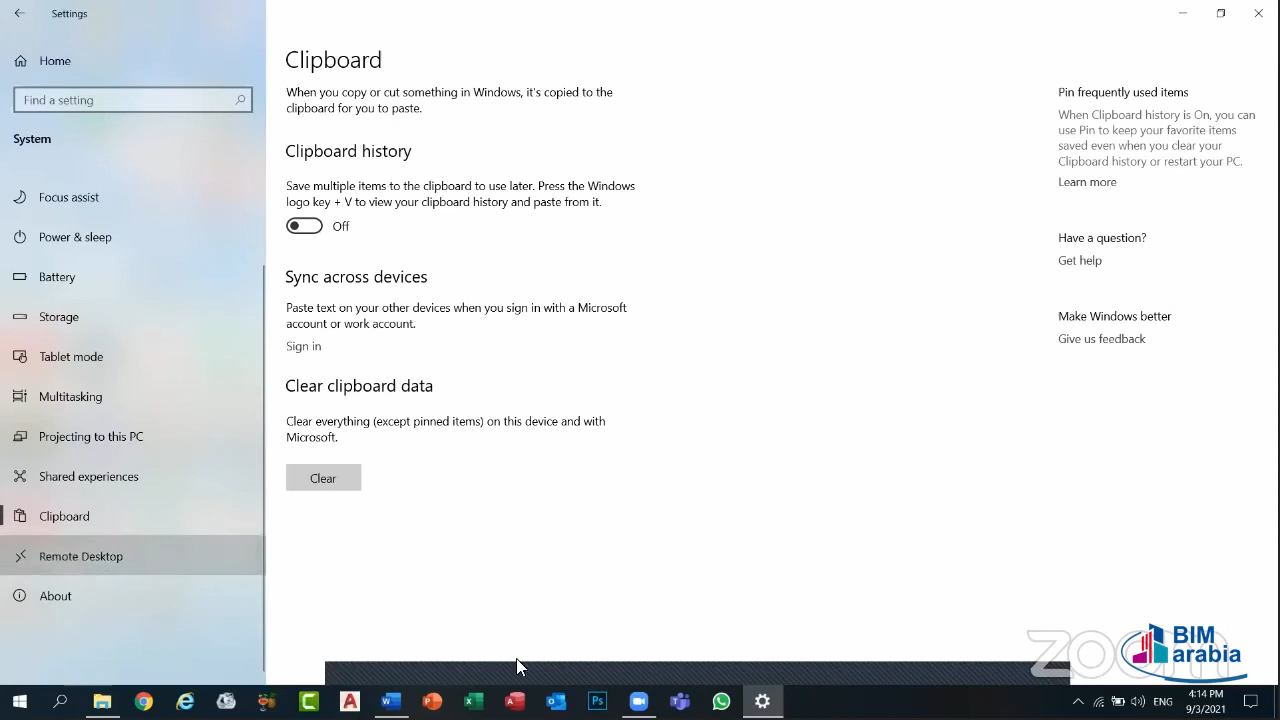 Settings
Home
Find a setting
System
Focus assist
Power & sleep
Battery
Storage
Tablet mode
Multitasking
Projecting to this PC
Shared experiences
Clipboard
Remote Desktop
About
Clipboard
When you copy or cut something in Windows, it's copied to the
clipboard for you to paste.
Clipboard history
Save multiple items to the clipboard to use later. Press the Windows
logo key + V to view your clipboard history and paste from it.
Off
Sync across devices
Paste text on your other devices when you sign in with a Microsoft
account or work account.
Sign in
Clear clipboard data
Clear everything (except pinned items) on this device and with
Microsoft.
Clear
Pin frequently used items
When Clipboard history is On, you can
use Pin to keep your favorite items
saved even when you clear your
Clipboard history or restart your PC.
Learn more
Have a question?
Get help
Make Windows better
Give us feedback
zoom
BIM
arabia
ENG
4:14 PM
9/3/2021